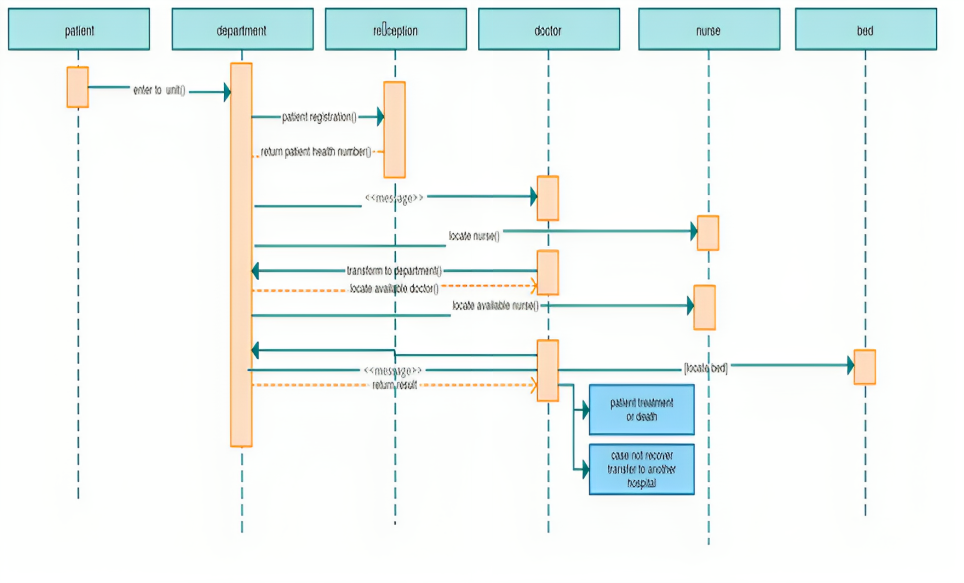 patient
department
re▯ception
doctor
nurse
bed
enter to unit()
patient registration()
return patient health number()
<<message>>
locate nurse()
transform to department()
locate available doctor()
locate available nurse()
<<message>>
[locate bed]
return result
patient treatment
or death
case not recover
transfer to another
hospital